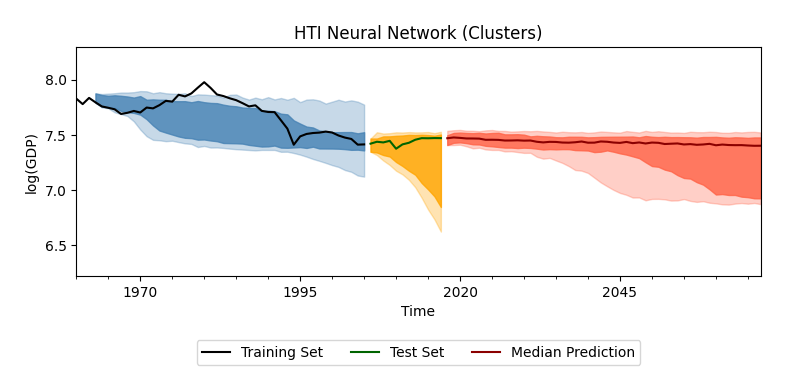 HTI Neural Network (Clusters)
8.0
7.5
7.0
6.5
log(GDP)
1970 1995 2020 2045
Time
Training Set Test Set Median Prediction